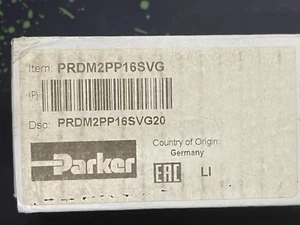 Item: PRDM2PP16SVG
(P)
Dsc: PRDM2PP16SVG20
Parker
Country of Origin:
Germany
EAC LI